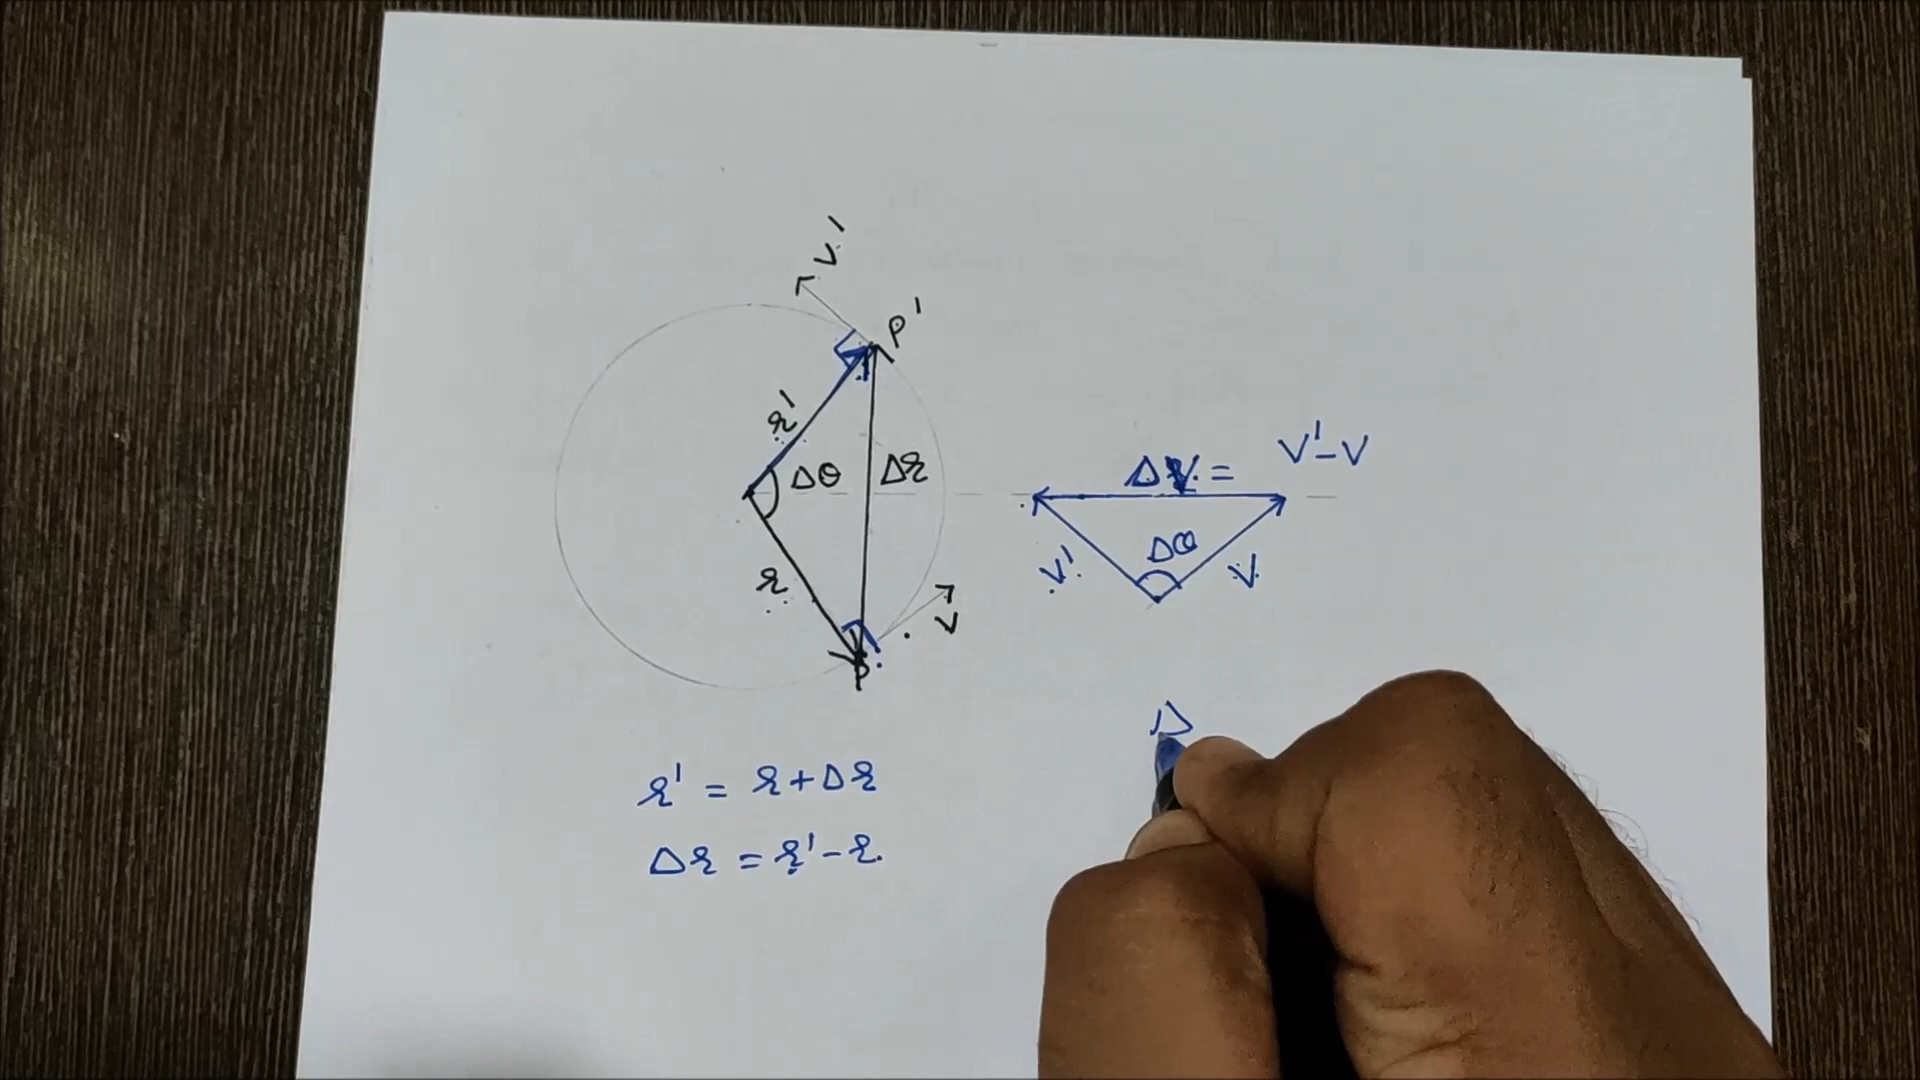 V'
P'
r'
Δθ
Δr
r
P
V
ΔV =
V'-V
V'
Δθ
V
Δ
r' = r+Δr
Δr = r'-r